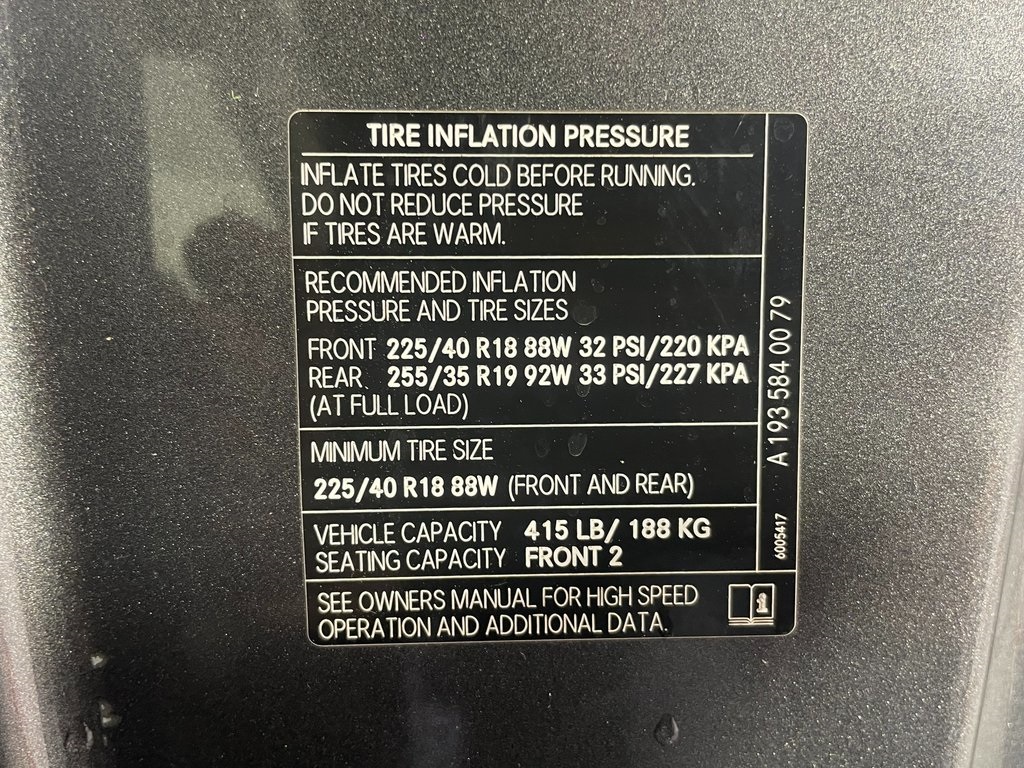 TIRE INFLATION PRESSURE
INFLATE TIRES COLD BEFORE RUNNING.
DO NOT REDUCE PRESSURE
IF TIRES ARE WARM.
RECOMMENDED INFLATION
PRESSURE AND TIRE SIZES
FRONT 225/40 R18 88W 32 PSI/220 KPA
REAR 255/35 R19 92W 33 PSI/227 KPA
(AT FULL LOAD)
MINIMUM TIRE SIZE
225/40 R18 88W (FRONT AND REAR)
VEHICLE CAPACITY 415 LB/ 188 KG
SEATING CAPACITY FRONT 2
SEE OWNERS MANUAL FOR HIGH SPEED
OPERATION AND ADDITIONAL DATA.
i
A 193 584 00 79
6005417